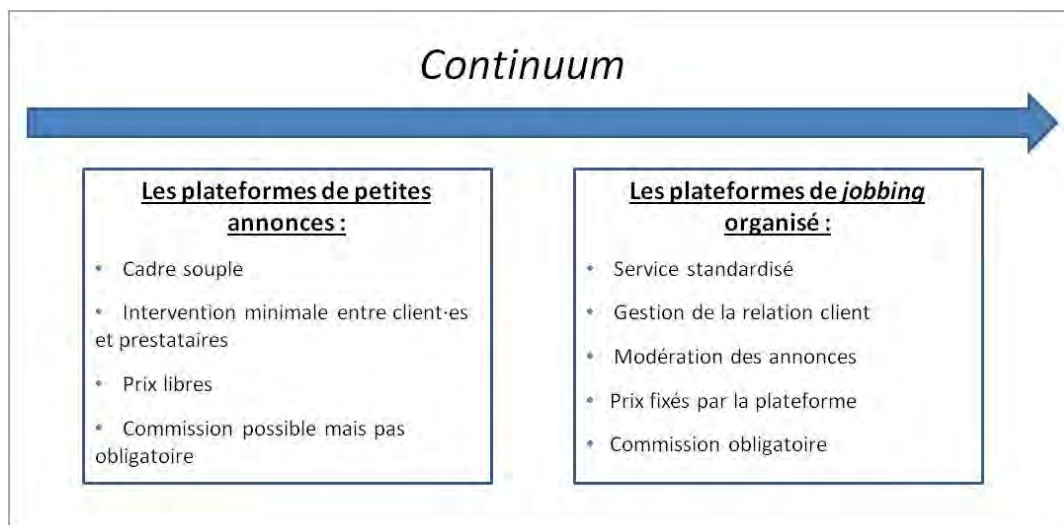 Continuum
Les plateformes de petites
annonces :
• Cadre souple
• Intervention minimale entre client·es
et prestataires
• Prix libres
• Commission possible mais pas
obligatoire
Les plateformes de jobbing
organisé :
• Service standardisé
• Gestion de la relation client
• Modération des annonces
• Prix fixés par la plateforme
• Commission obligatoire